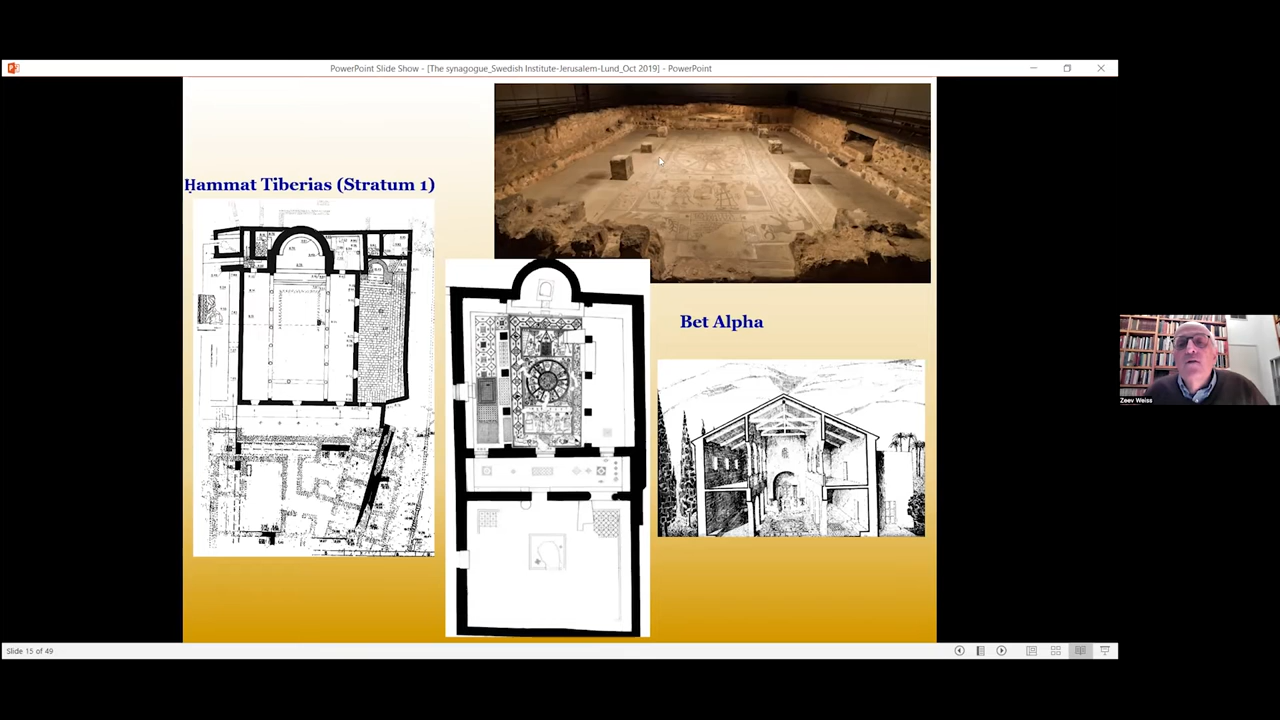 PowerPoint Slide Show - [The synagogue_Swedish Institute-Jerusalem-Lund_Oct 2019] - PowerPoint
Ḥammat Tiberias (Stratum 1)
Bet Alpha
Zeev Weiss
Slide 15 of 49